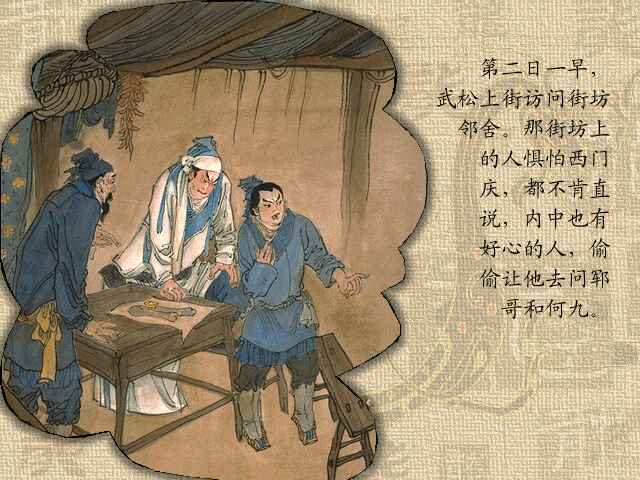 第二日一早，
武松上街访问街坊
邻舍。那街坊上
的人惧怕西门
庆，都不肯直
说，内中也有
好心的人，偷
偷让他去问郓
哥和何九。